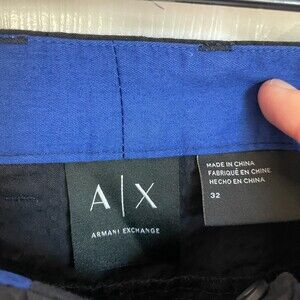 A|X
ARMANI EXCHANGE
MADE IN CHINA
FABRIQUÉ EN CHINE
HECHO EN CHINA
32